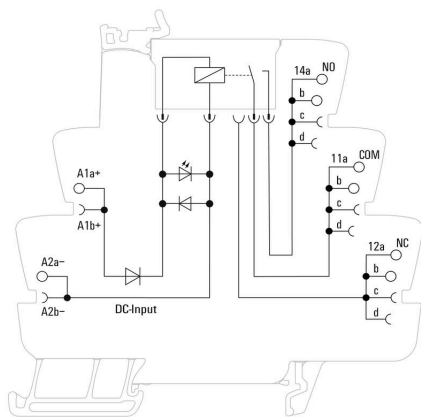 14a NO
b
c
d
11a COM
b
c
d
12a NC
b
c
d
A1a+
A1b+
A2a−
A2b−
DC-Input